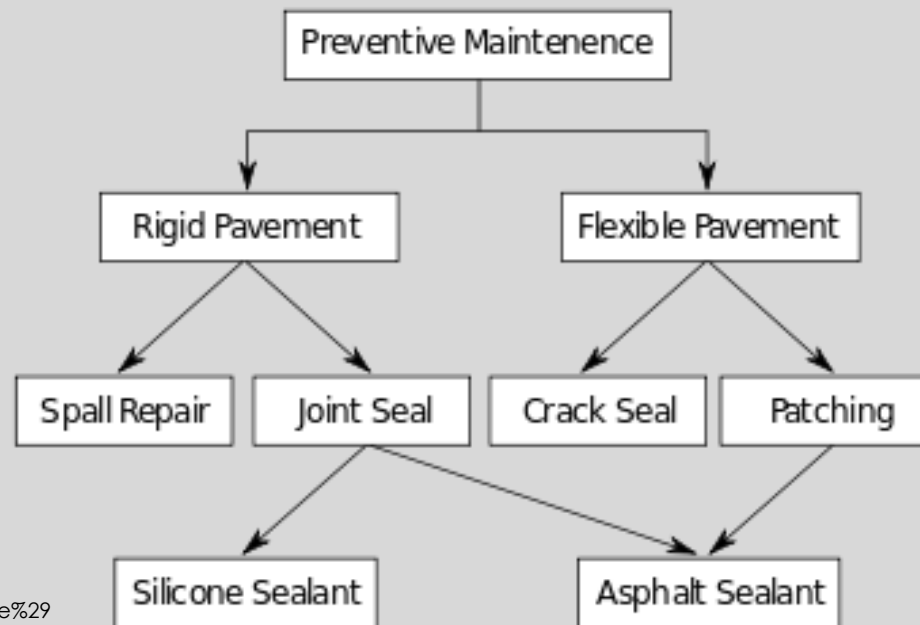 Preventive Maintenence
Rigid Pavement
Flexible Pavement
Spall Repair
Joint Seal
Crack Seal
Patching
Silicone Sealant
Asphalt Sealant
e%29